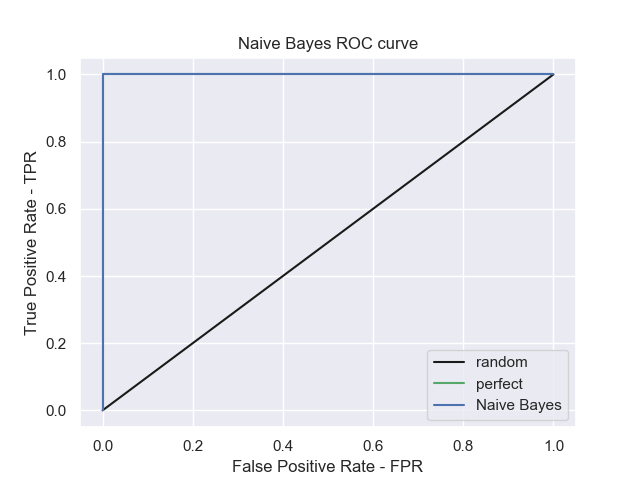 Naive Bayes ROC curve
1.0
0.8
0.6
0.4
0.2
0.0
True Positive Rate - TPR
random
perfect
Naive Bayes
0.0 0.2 0.4 0.6 0.8 1.0
False Positive Rate - FPR